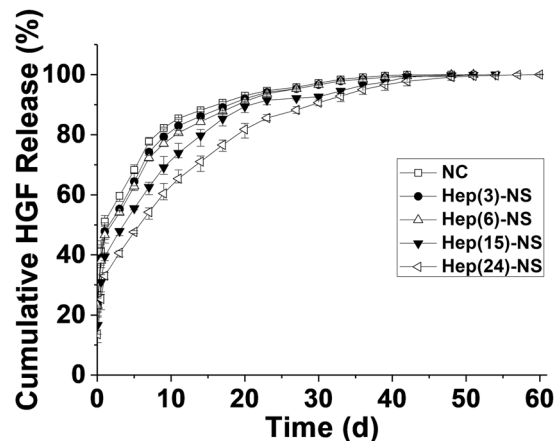 Cumulative HGF Release (%)
120
100
80
60
40
20
0
NC
Hep(3)-NS
Hep(6)-NS
Hep(15)-NS
Hep(24)-NS
0 10 20 30 40 50 60
Time (d)